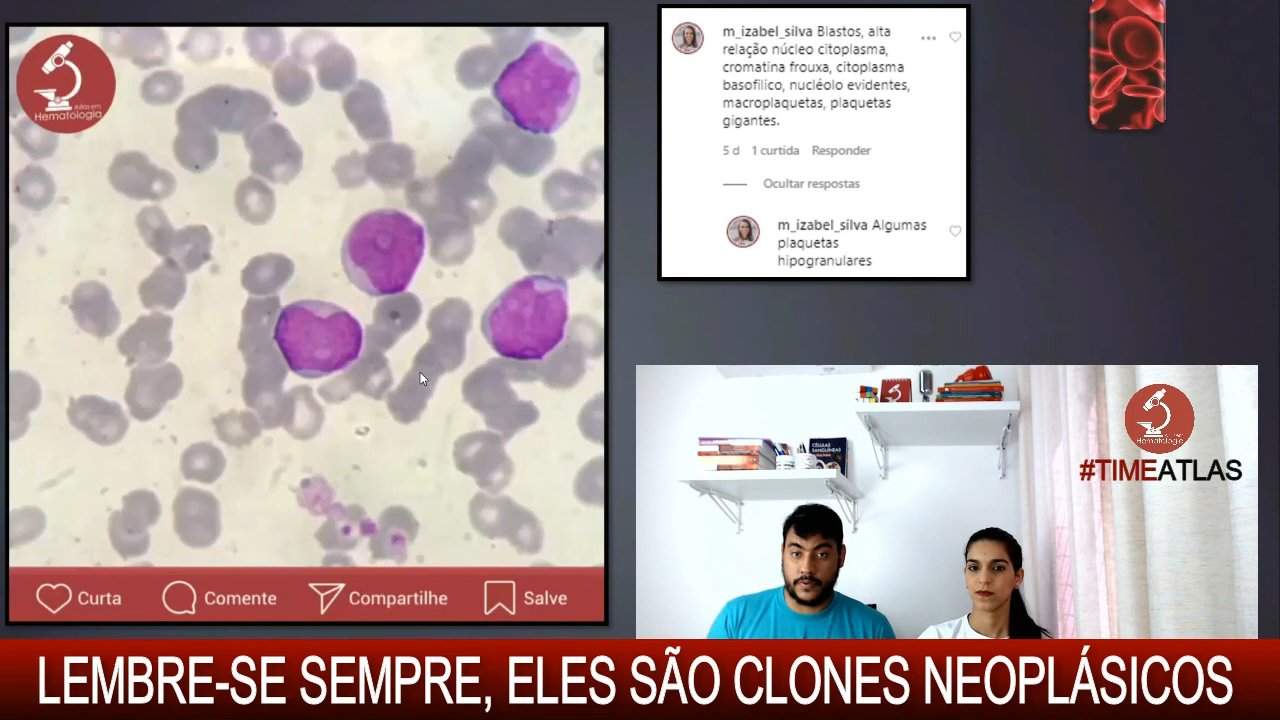 Atlas em
Hematologia
m_izabel_silva Blastos, alta
relação núcleo citoplasma,
cromatina frouxa, citoplasma
basofilico, nucléolo evidentes,
macroplaquetas, plaquetas
gigantes.
5 d 1 curtida Responder
Ocultar respostas
m_izabel_silva Algumas
plaquetas
hipogranulares
Curta
Comente
Compartilhe
Salve
CÉLULAS
SANGUÍNEAS
Hematologia
#TIMEATLAS
LEMBRE-SE SEMPRE, ELES SÃO CLONES NEOPLÁSICOS